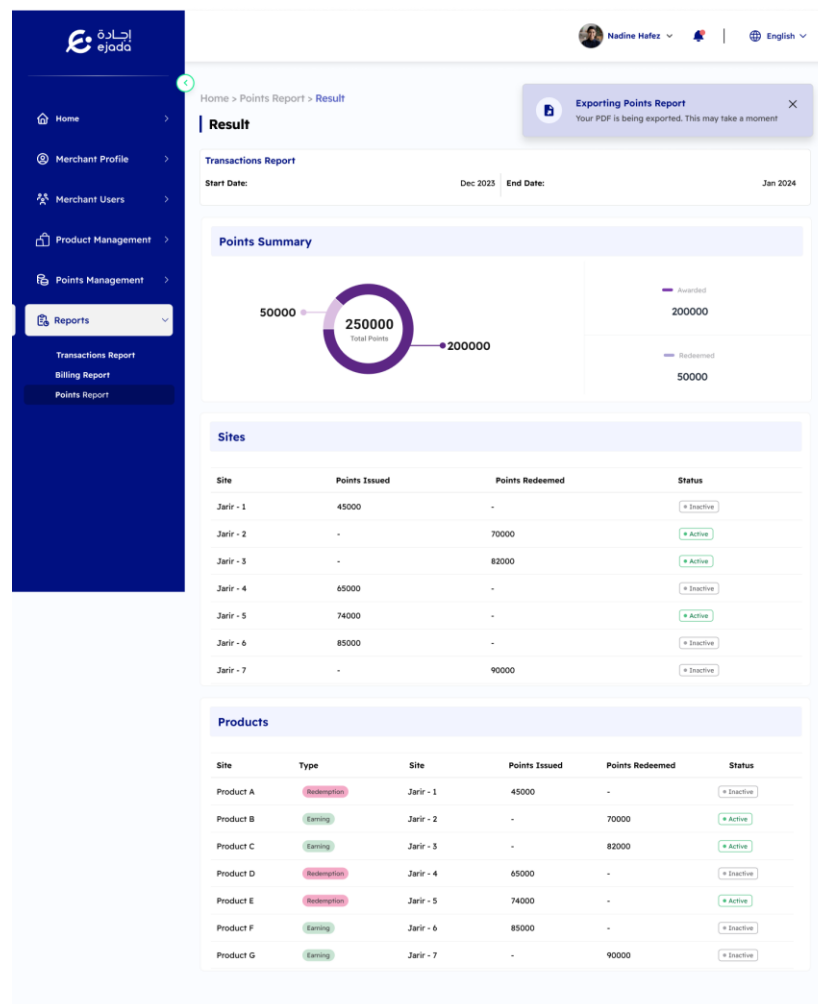 إجادة
ejada
Nadine Hafez
English
Home
Merchant Profile
Merchant Users
Product Management
Points Management
Reports
Transactions Report
Billing Report
Points Report
Home > Points Report > Result
Result
Exporting Points Report
Your PDF is being exported. This may take a moment
Transactions Report
Start Date: Dec 2023 End Date: Jan 2024
Points Summary
50000
250000
Total Points
200000
Awarded
200000
Redeemed
50000
Sites
Site Points Issued Points Redeemed Status
Jarir - 1 45000 - Inactive
Jarir - 2 - 70000 Active
Jarir - 3 - 82000 Active
Jarir - 4 65000 - Inactive
Jarir - 5 74000 - Active
Jarir - 6 85000 - Inactive
Jarir - 7 - 90000 Inactive
Products
Site Type Site Points Issued Points Redeemed Status
Product A Redemption Jarir - 1 45000 - Inactive
Product B Earning Jarir - 2 - 70000 Active
Product C Earning Jarir - 3 - 82000 Active
Product D Redemption Jarir - 4 65000 - Inactive
Product E Redemption Jarir - 5 74000 - Active
Product F Earning Jarir - 6 85000 - Inactive
Product G Earning Jarir - 7 - 90000 Inactive